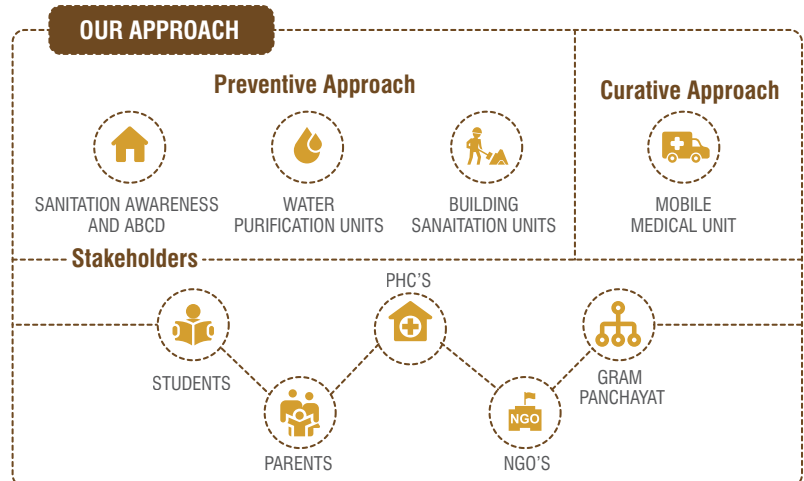 OUR APPROACH
Preventive Approach
SANITATION AWARENESS
AND ABCD
WATER
PURIFICATION UNITS
BUILDING
SANAITATION UNITS
Curative Approach
MOBILE
MEDICAL UNIT
Stakeholders
STUDENTS
PARENTS
PHC'S
NGO
NGO'S
GRAM
PANCHAYAT